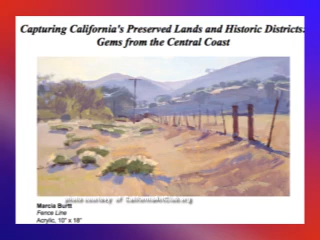 Capturing California's Preserved Lands and Historic Districts:
Gems from the Central Coast
photo courtesy of CaliforniaArtClub.org
Marcia Burtt
Fence Line
Acrylic, 10" x 18"